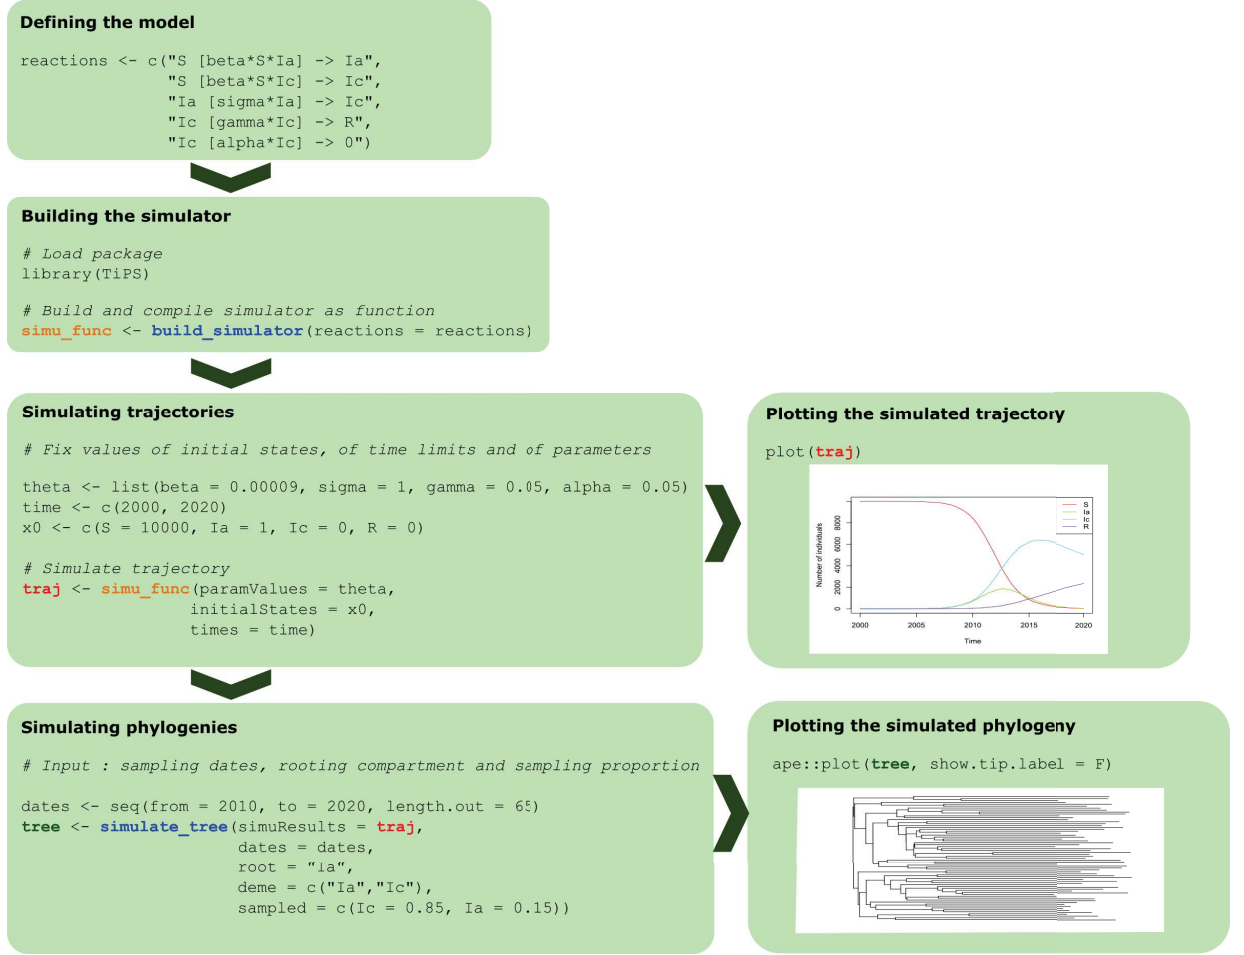 Defining the model
reactions <- c("S [beta*S*Ia] -> Ia",
"S [beta*S*Ic] -> Ic",
"Ia [sigma*Ia] -> Ic",
"Ic [gamma*Ic] -> R",
"Ic [alpha*Ic] -> 0")
Building the simulator
# Load package
library(TiPS)
# Build and compile simulator as function
simu_func <- build_simulator(reactions = reactions)
Simulating trajectories
# Fix values of initial states, of time limits and of parameters
theta <- list(beta = 0.00009, sigma = 1, gamma = 0.05, alpha = 0.05)
time <- c(2000, 2020)
x0 <- c(S = 10000, Ia = 1, Ic = 0, R = 0)
# Simulate trajectory
traj <- simu_func(paramValues = theta,
initialStates = x0,
times = time)
Plotting the simulated trajectory
plot(traj)
S
Ia
Ic
R
Number of individuals
8000
6000
4000
2000
0
2000 2005 2010 2015 2020
Time
Simulating phylogenies
# Input : sampling dates, rooting compartment and sampling proportion
dates <- seq(from = 2010, to = 2020, length.out = 65)
tree <- simulate_tree(simuResults = traj,
dates = dates,
root = "Ia",
deme = c("Ia","Ic"),
sampled = c(Ic = 0.85, Ia = 0.15))
Plotting the simulated phylogeny
ape::plot(tree, show.tip.label = F)